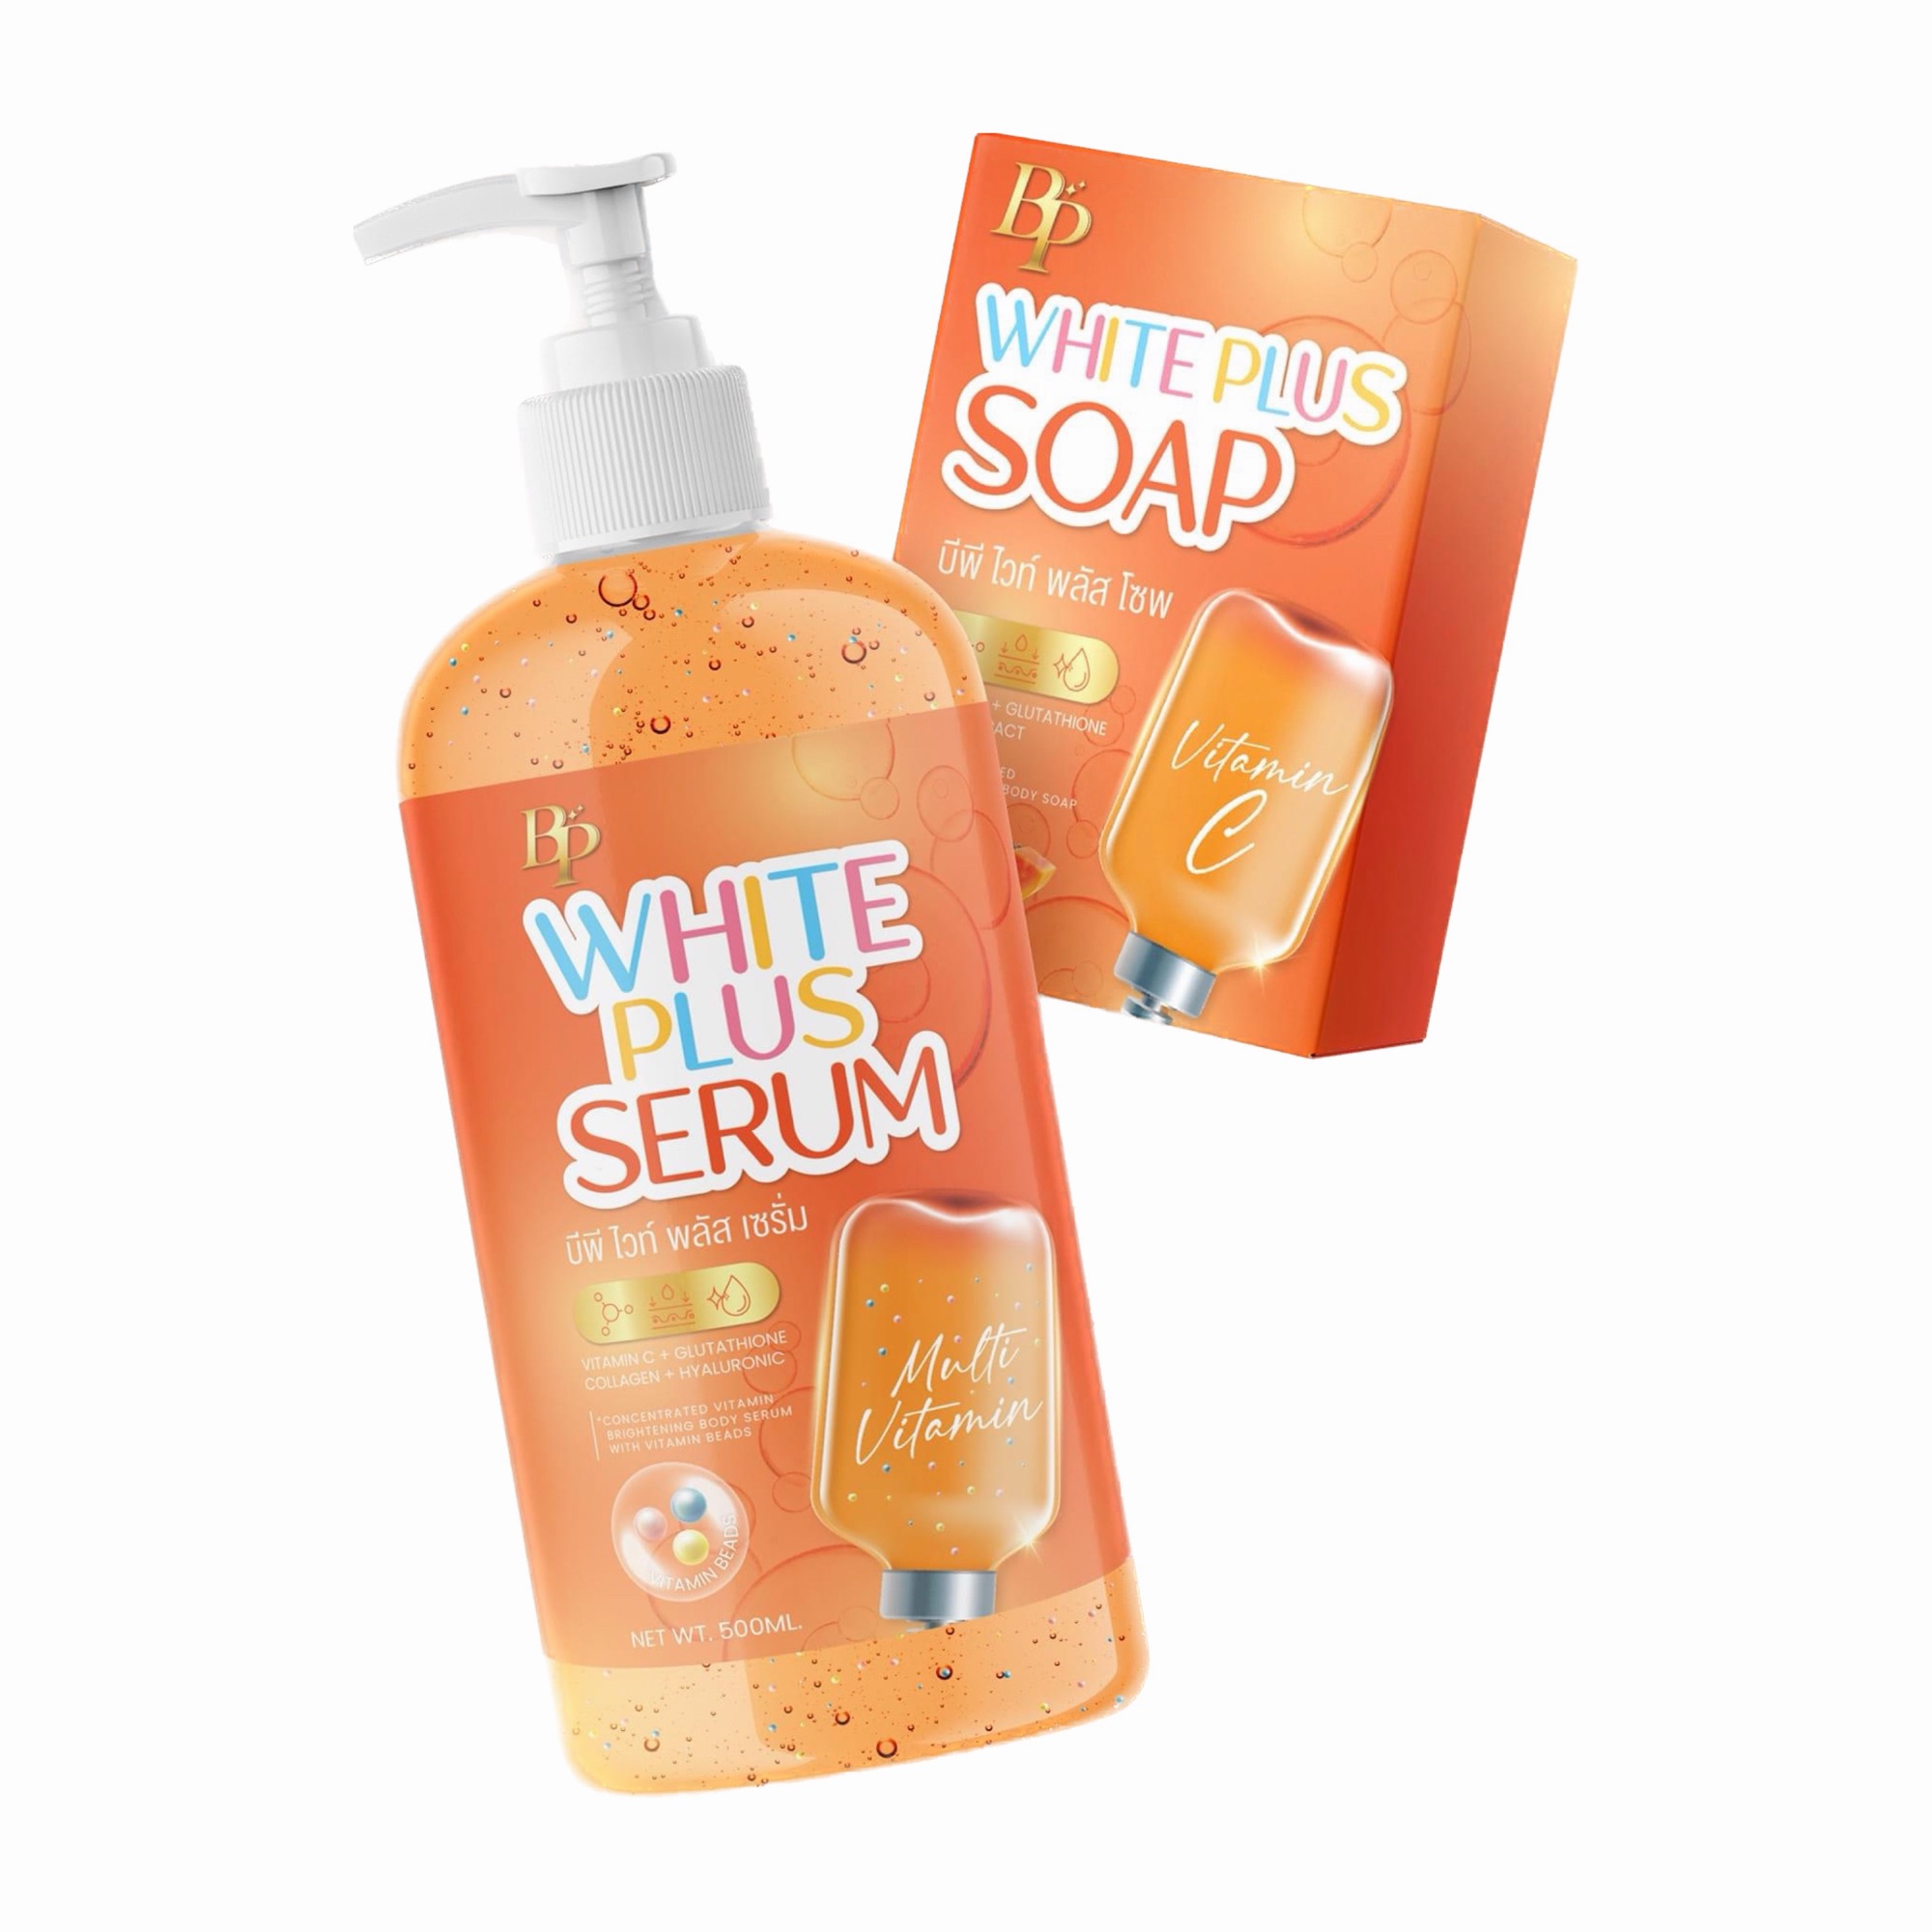 BP
WHITE PLUS
SOAP
บีพี ไวท์ พลัส โซพ
+ GLUTATHIONE
BODY SOAP
Vitamin
C
BP
WHITE
PLUS
SERUM
บีพี ไวท์ พลัส เซรั่ม
VITAMIN C + GLUTATHIONE
COLLAGEN + HYALURONIC
*CONCENTRATED VITAMIN
BRIGHTENING BODY SERUM
WITH VITAMIN BEADS
Multi
Vitamin
VITAMIN BEADS
NET WT. 500ML.